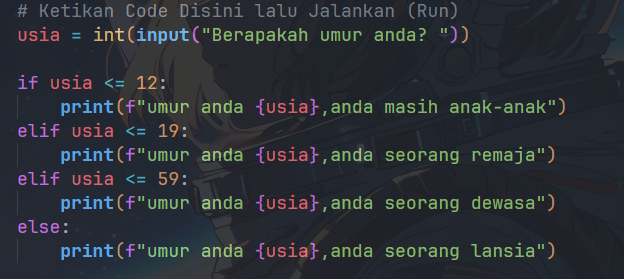 # Ketikan Code Disini lalu Jalankan (Run)
usia = int(input("Berapakah umur anda? "))

if usia <= 12:
    print(f"umur anda {usia},anda masih anak-anak")
elif usia <= 19:
    print(f"umur anda {usia},anda seorang remaja")
elif usia <= 59:
    print(f"umur anda {usia},anda seorang dewasa")
else:
    print(f"umur anda {usia},anda seorang lansia")